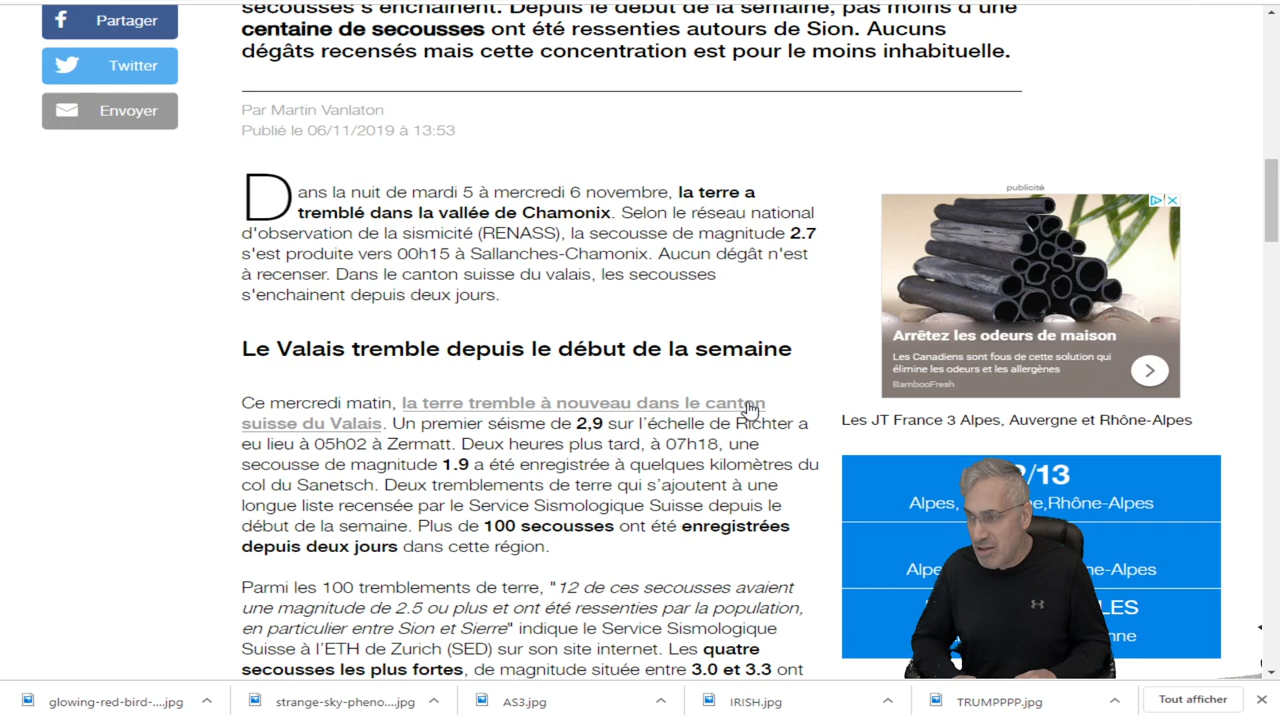 Partager
Twitter
Envoyer
secousses s'enchaînent. Depuis le début de la semaine, pas moins d'une
centaine de secousses ont été ressenties autours de Sion. Aucuns
dégâts recensés mais cette concentration est pour le moins inhabituelle.
Par Martin Vanlaton
Publié le 06/11/2019 à 13:53
Dans la nuit de mardi 5 à mercredi 6 novembre, la terre a
tremblé dans la vallée de Chamonix. Selon le réseau national
d'observation de la sismicité (RENASS), la secousse de magnitude 2.7
s'est produite vers 00h15 à Sallanches-Chamonix. Aucun dégât n'est
à recenser. Dans le canton suisse du valais, les secousses
s'enchainent depuis deux jours.
Le Valais tremble depuis le début de la semaine
Ce mercredi matin, la terre tremble à nouveau dans le canton
suisse du Valais. Un premier séisme de 2,9 sur l'échelle de Richter a
eu lieu à 05h02 à Zermatt. Deux heures plus tard, à 07h18, une
secousse de magnitude 1.9 a été enregistrée à quelques kilomètres du
col du Sanetsch. Deux tremblements de terre qui s'ajoutent à une
longue liste recensée par le Service Sismologique Suisse depuis le
début de la semaine. Plus de 100 secousses ont été enregistrées
depuis deux jours dans cette région.
Parmi les 100 tremblements de terre, "12 de ces secousses avaient
une magnitude de 2.5 ou plus et ont été ressenties par la population,
en particulier entre Sion et Sierre" indique le Service Sismologique
Suisse à l'ETH de Zurich (SED) sur son site internet. Les quatre
secousses les plus fortes, de magnitude située entre 3.0 et 3.3 ont
publicité
Arrêtez les odeurs de maison
Les Canadiens sont fous de cette solution qui
élimine les odeurs et les allergènes
BambooFresh
Les JT France 3 Alpes, Auvergne et Rhône-Alpes
/13
Alpes, ne,Rhône-Alpes
Alpe ne-Alpes
LES
nne
glowing-red-bird-....jpg
strange-sky-pheno....jpg
AS3.jpg
IRISH.jpg
TRUMPPPP.jpg
Tout afficher